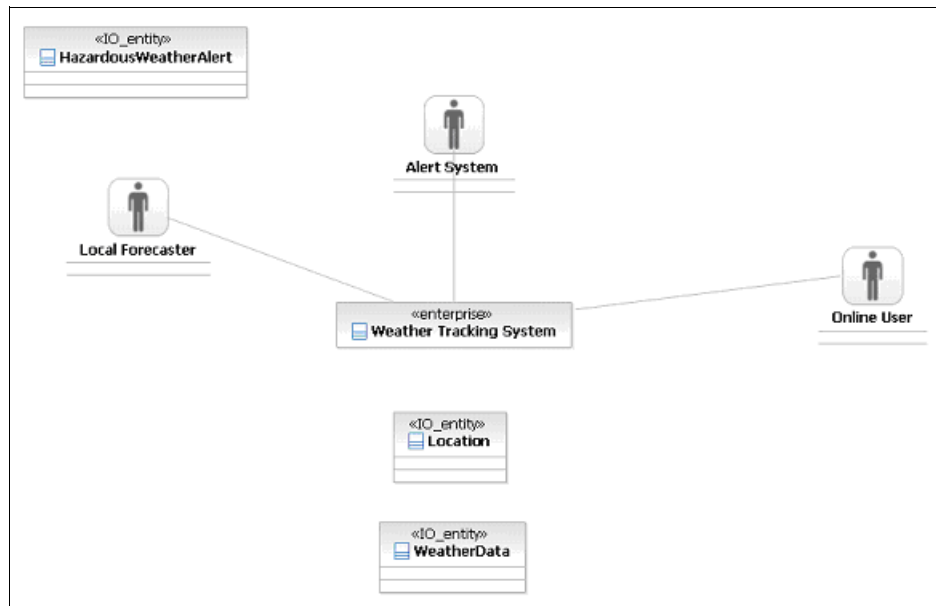 «IO_entity»
HazardousWeatherAlert
Alert System
Local Forecaster
«enterprise»
Weather Tracking System
Online User
«IO_entity»
Location
«IO_entity»
WeatherData